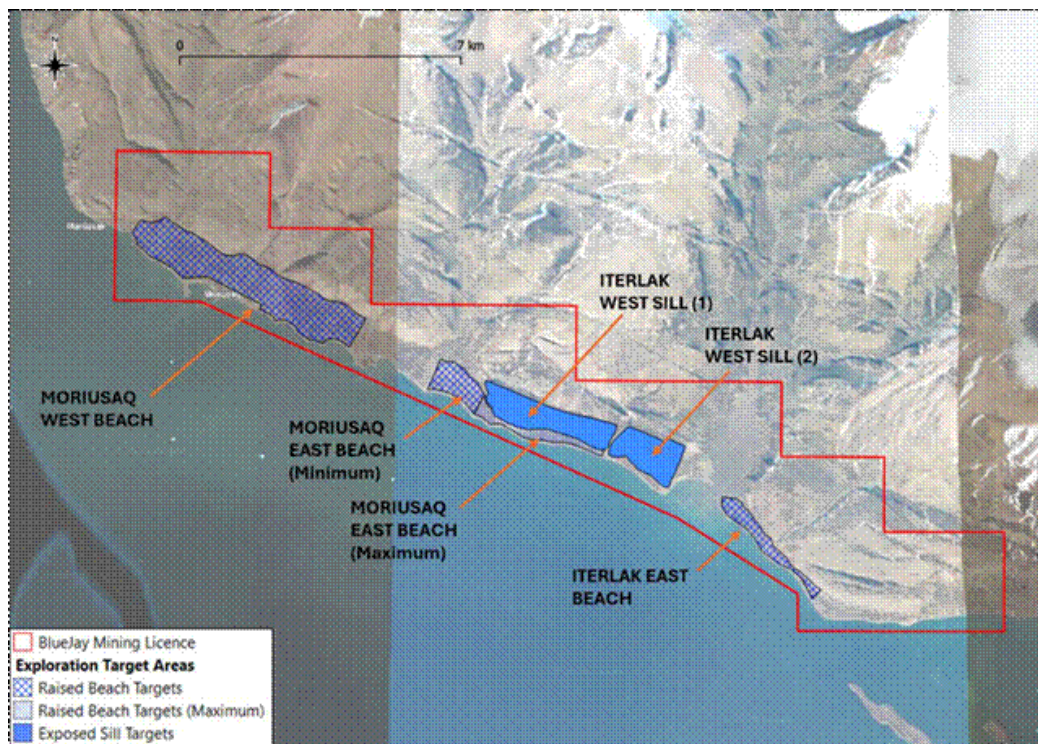 N
0
7 km
ITERLAK
WEST SILL (1)
ITERLAK
WEST SILL (2)
MORIUSAQ
WEST BEACH
MORIUSAQ
EAST BEACH
(Minimum)
MORIUSAQ
EAST BEACH
(Maximum)
ITERLAK EAST
BEACH
BlueJay Mining Licence
Exploration Target Areas
Raised Beach Targets
Raised Beach Targets (Maximum)
Exposed Sill Targets